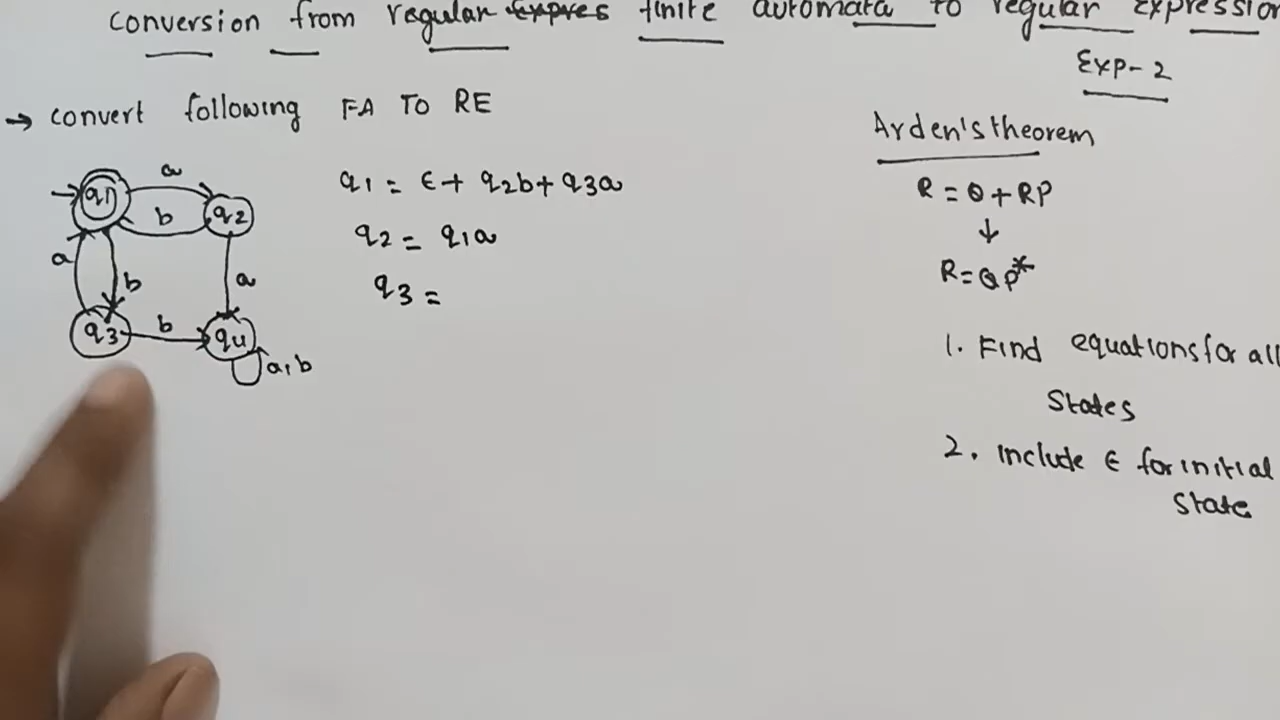 conversion from regular expres finite automata to regular Expression
Exp-2
→ convert following FA TO RE
Arden's theorem
R = Q + RP
↓
R = QP*
q1 = ϵ + q2b + q3a
q2 = q1a
q3 =
q1
a
b
q2
a
b
a
q3
b
q4
a,b
1. Find equations for all
States
2. include ϵ for initial
State